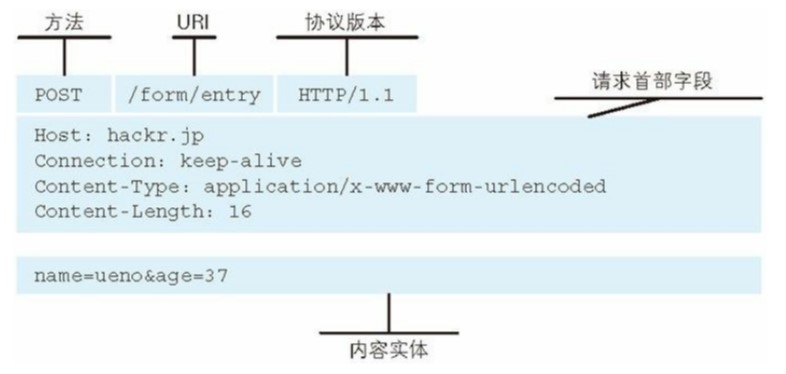 方法 URI 协议版本
POST /form/entry HTTP/1.1
请求首部字段
Host: hackr.jp
Connection: keep-alive
Content-Type: application/x-www-form-urlencoded
Content-Length: 16
name=ueno&age=37
内容实体